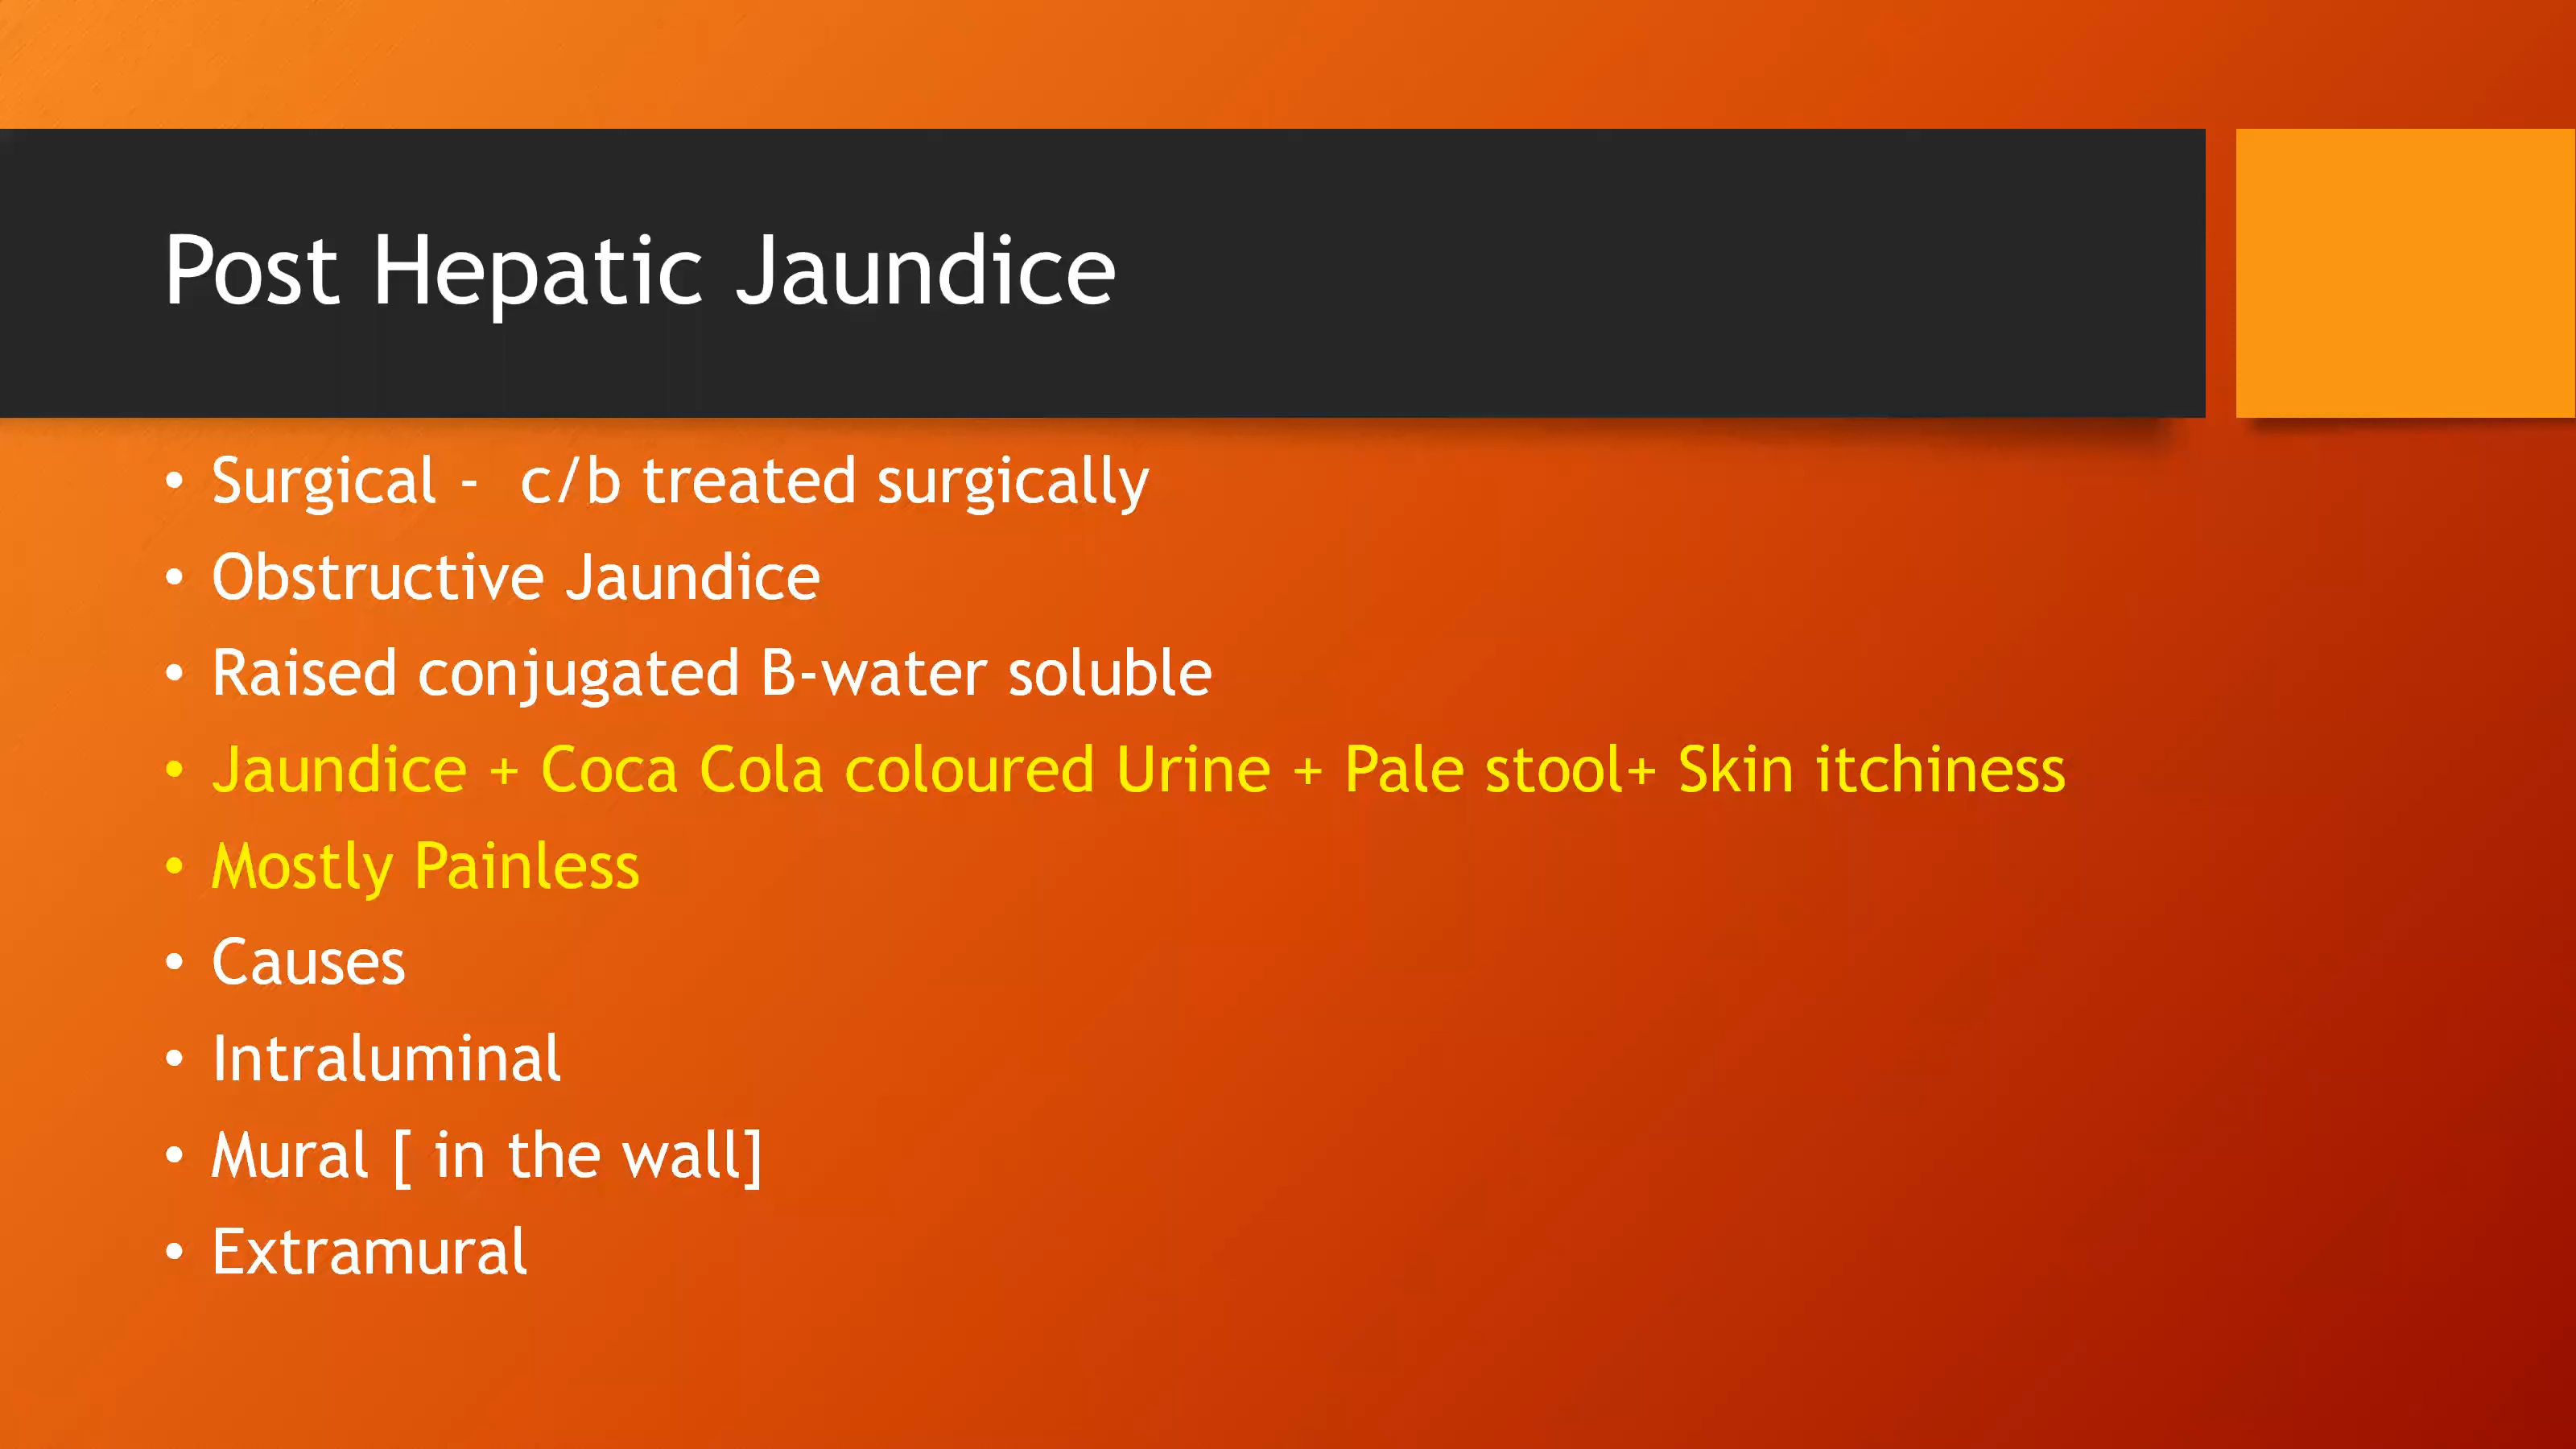 Post Hepatic Jaundice
• Surgical - c/b treated surgically
• Obstructive Jaundice
• Raised conjugated B-water soluble
• Jaundice + Coca Cola coloured Urine + Pale stool+ Skin itchiness
• Mostly Painless
• Causes
• Intraluminal
• Mural [ in the wall]
• Extramural